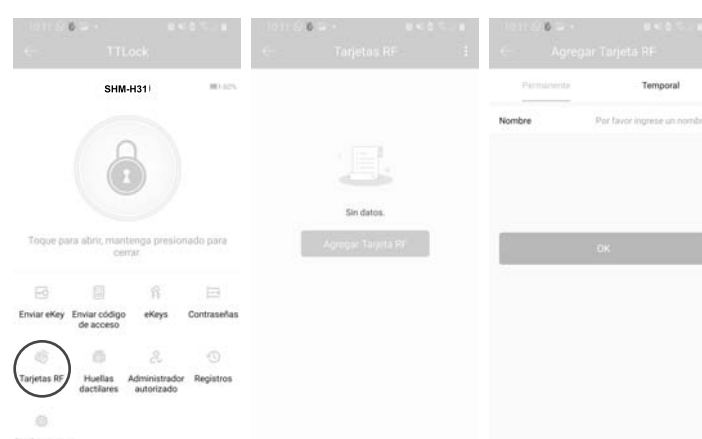 TTLock
SHM-H31
Toque para abrir, mantenga presionado para
cerrar.
Enviar eKey
Enviar código
de acceso
eKeys
Contraseñas
Tarjetas RF
Huellas
dactilares
Administrador
autorizado
Registros
Tarjetas RF
Sin datos.
Agregar Tarjeta RF
Agregar Tarjeta RF
Permanente
Temporal
Nombre
Por favor ingrese un nombr
OK